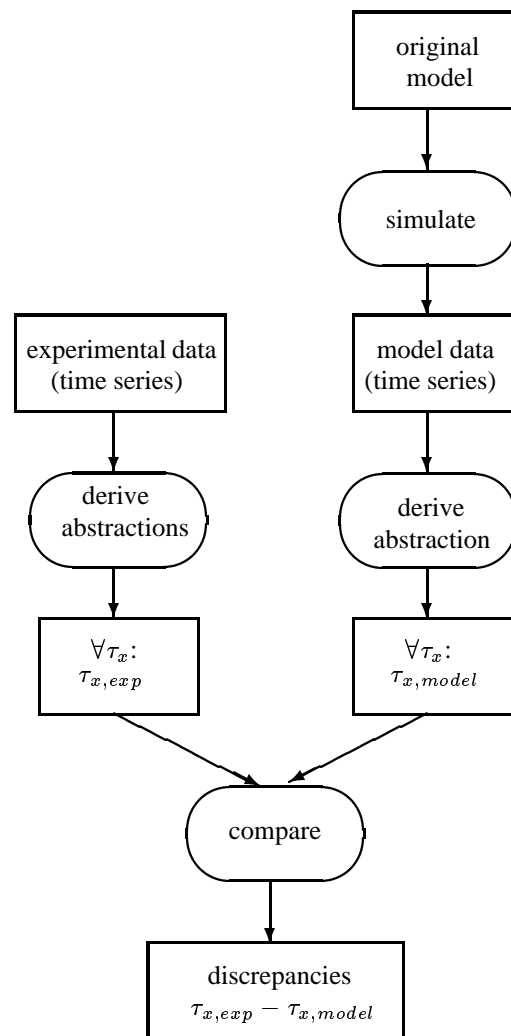 original
model
simulate
experimental data
(time series)
model data
(time series)
derive
abstractions
derive
abstraction
∀τ_x:
τ_{x,exp}
∀τ_x:
τ_{x,model}
compare
discrepancies
τ_{x,exp} − τ_{x,model}